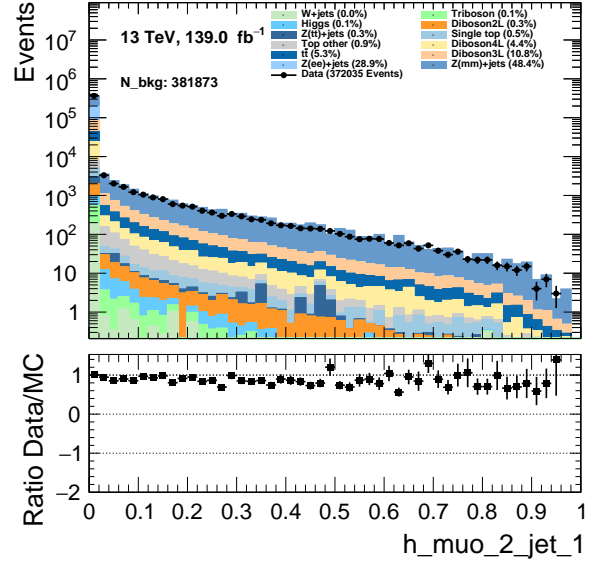 Events
10⁷
10⁶
10⁵
10⁴
10³
10²
10
1
13 TeV, 139.0 fb⁻¹
N_bkg: 381873
W+jets (0.0%)
Higgs (0.1%)
Z(tt)+jets (0.3%)
Top other (0.9%)
tt̄ (5.3%)
Z(ee)+jets (28.9%)
Data (372035 Events)
Triboson (0.1%)
Diboson2L (0.3%)
Single top (0.5%)
Diboson4L (4.4%)
Diboson3L (10.8%)
Z(mm)+jets (48.4%)
Ratio Data/MC
1
0
−1
−2
0 0.1 0.2 0.3 0.4 0.5 0.6 0.7 0.8 0.9 1
h_muo_2_jet_1